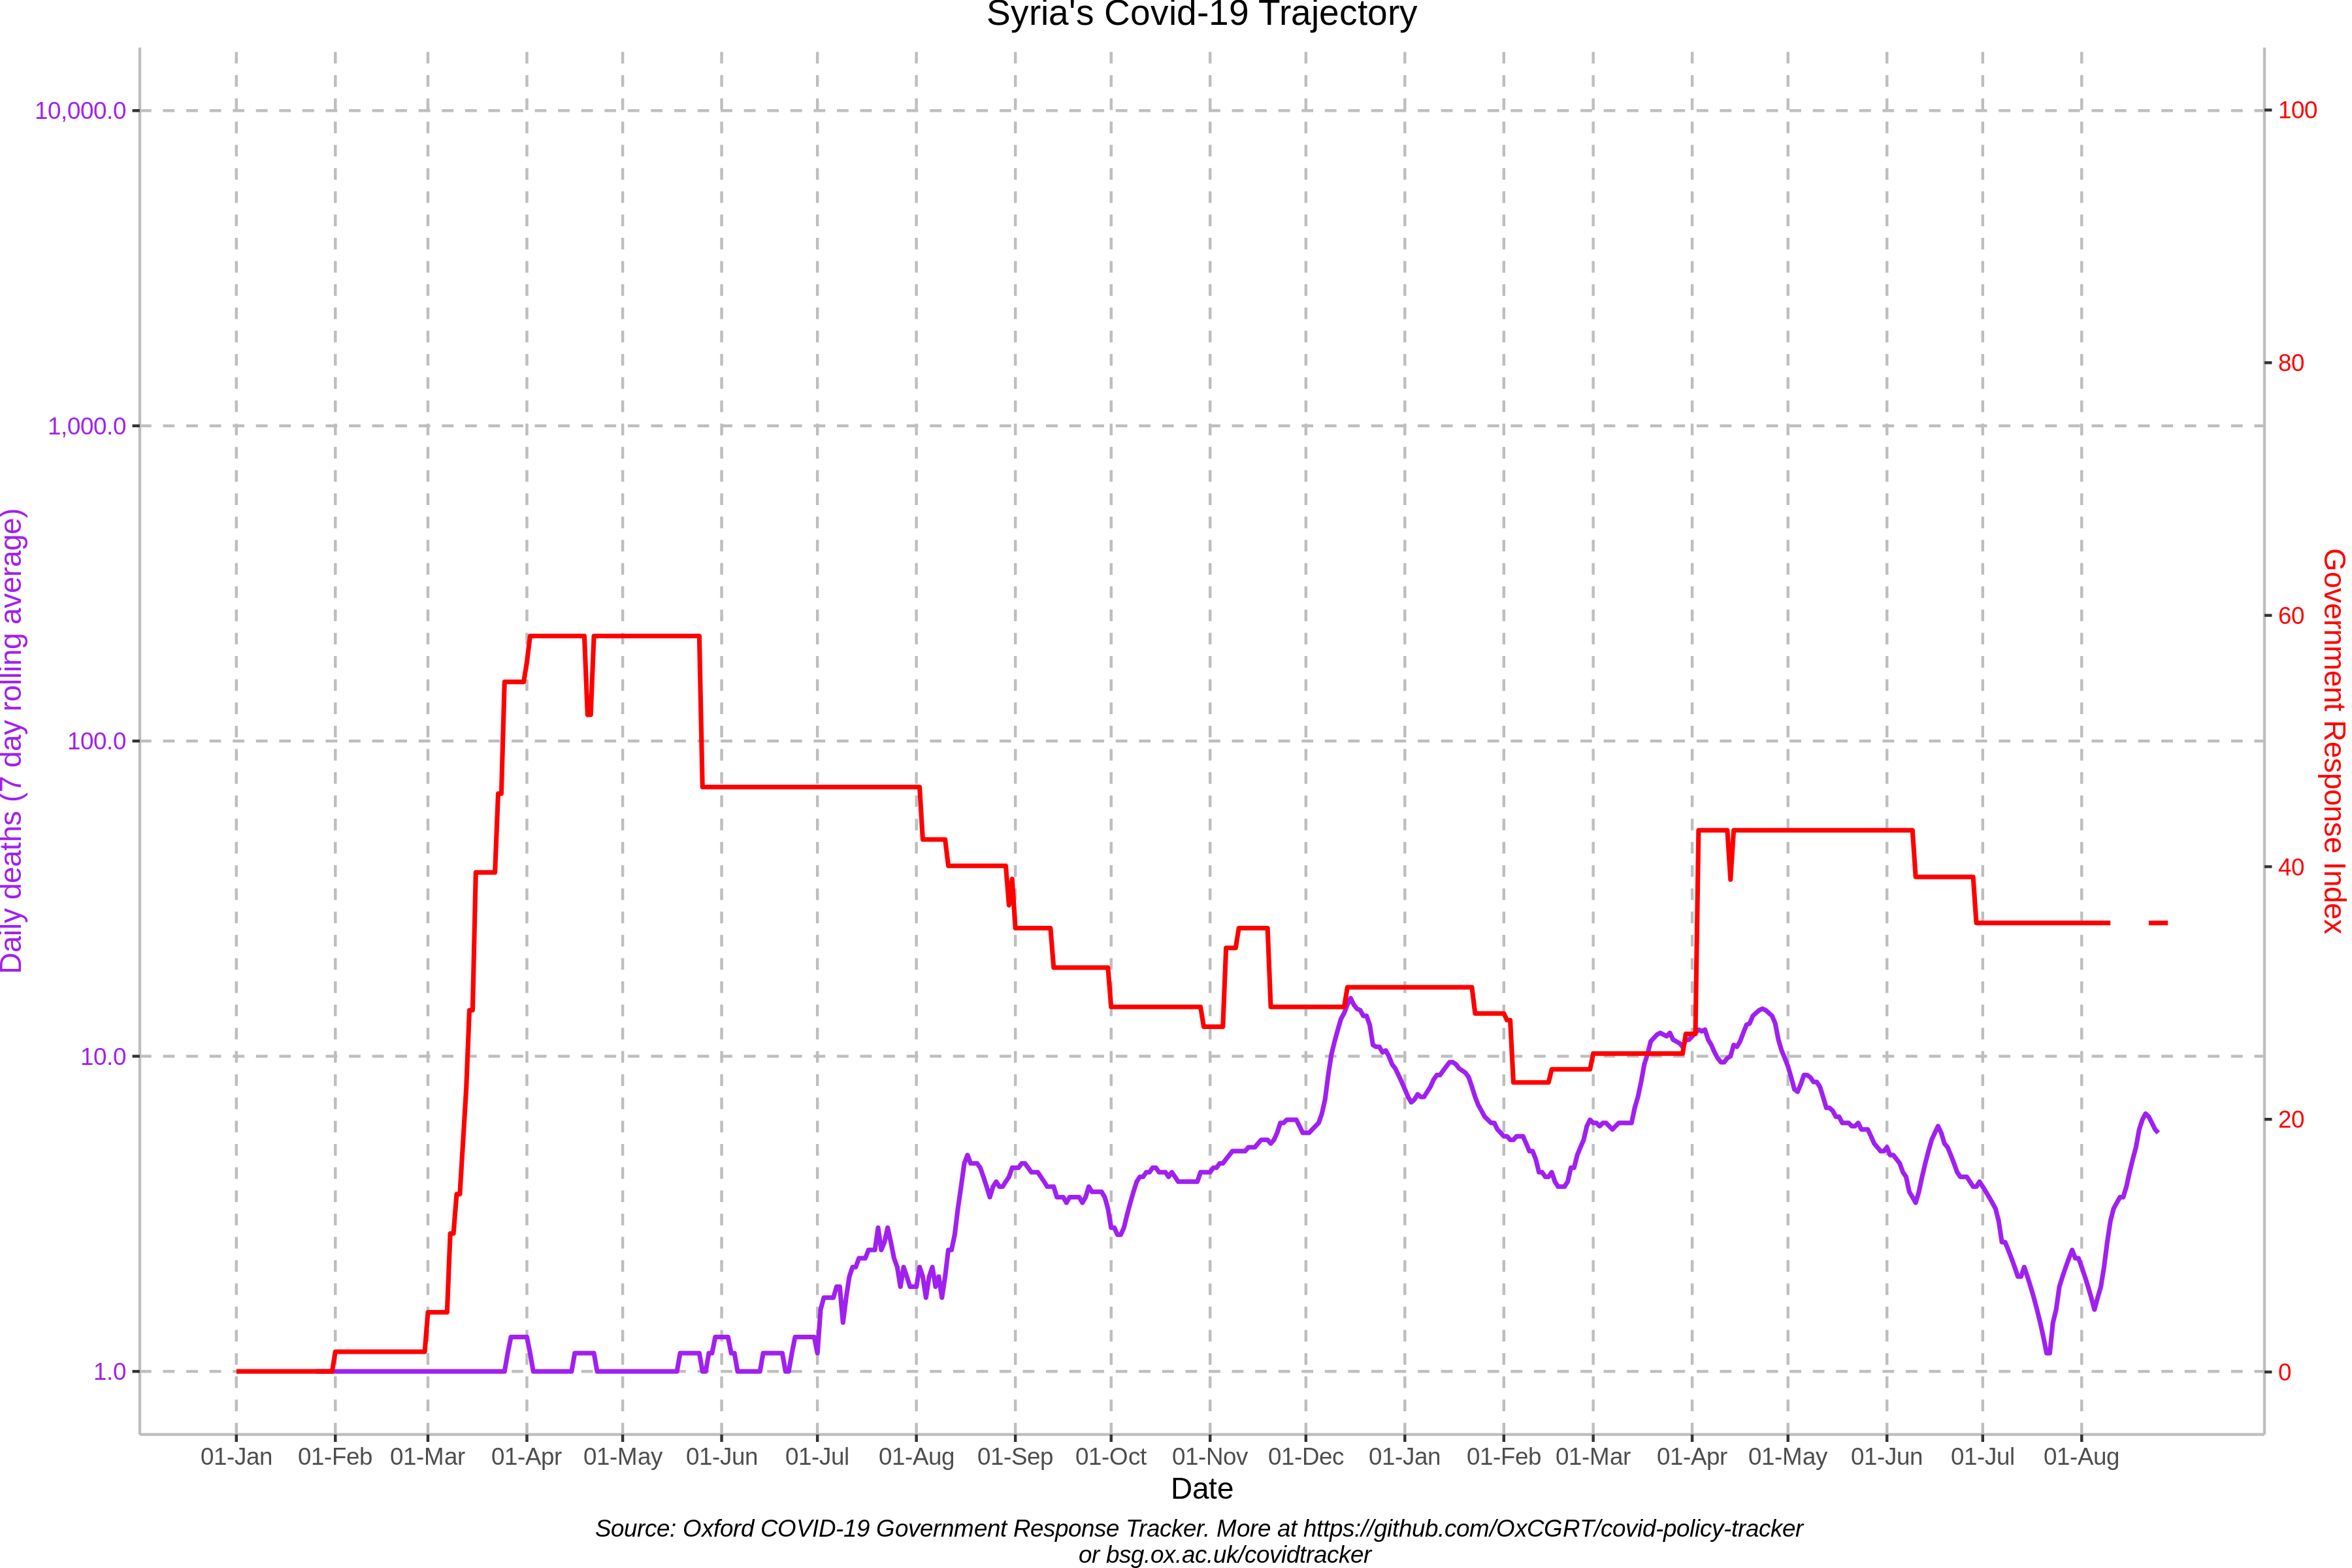 Syria's Covid-19 Trajectory
10,000.0
1,000.0
100.0
10.0
1.0
Daily deaths (7 day rolling average)
100
80
60
40
20
0
Government Response Index
01-Jan 01-Feb 01-Mar 01-Apr 01-May 01-Jun 01-Jul 01-Aug 01-Sep 01-Oct 01-Nov 01-Dec 01-Jan 01-Feb 01-Mar 01-Apr 01-May 01-Jun 01-Jul 01-Aug
Date
Source: Oxford COVID-19 Government Response Tracker. More at https://github.com/OxCGRT/covid-policy-tracker
or bsg.ox.ac.uk/covidtracker